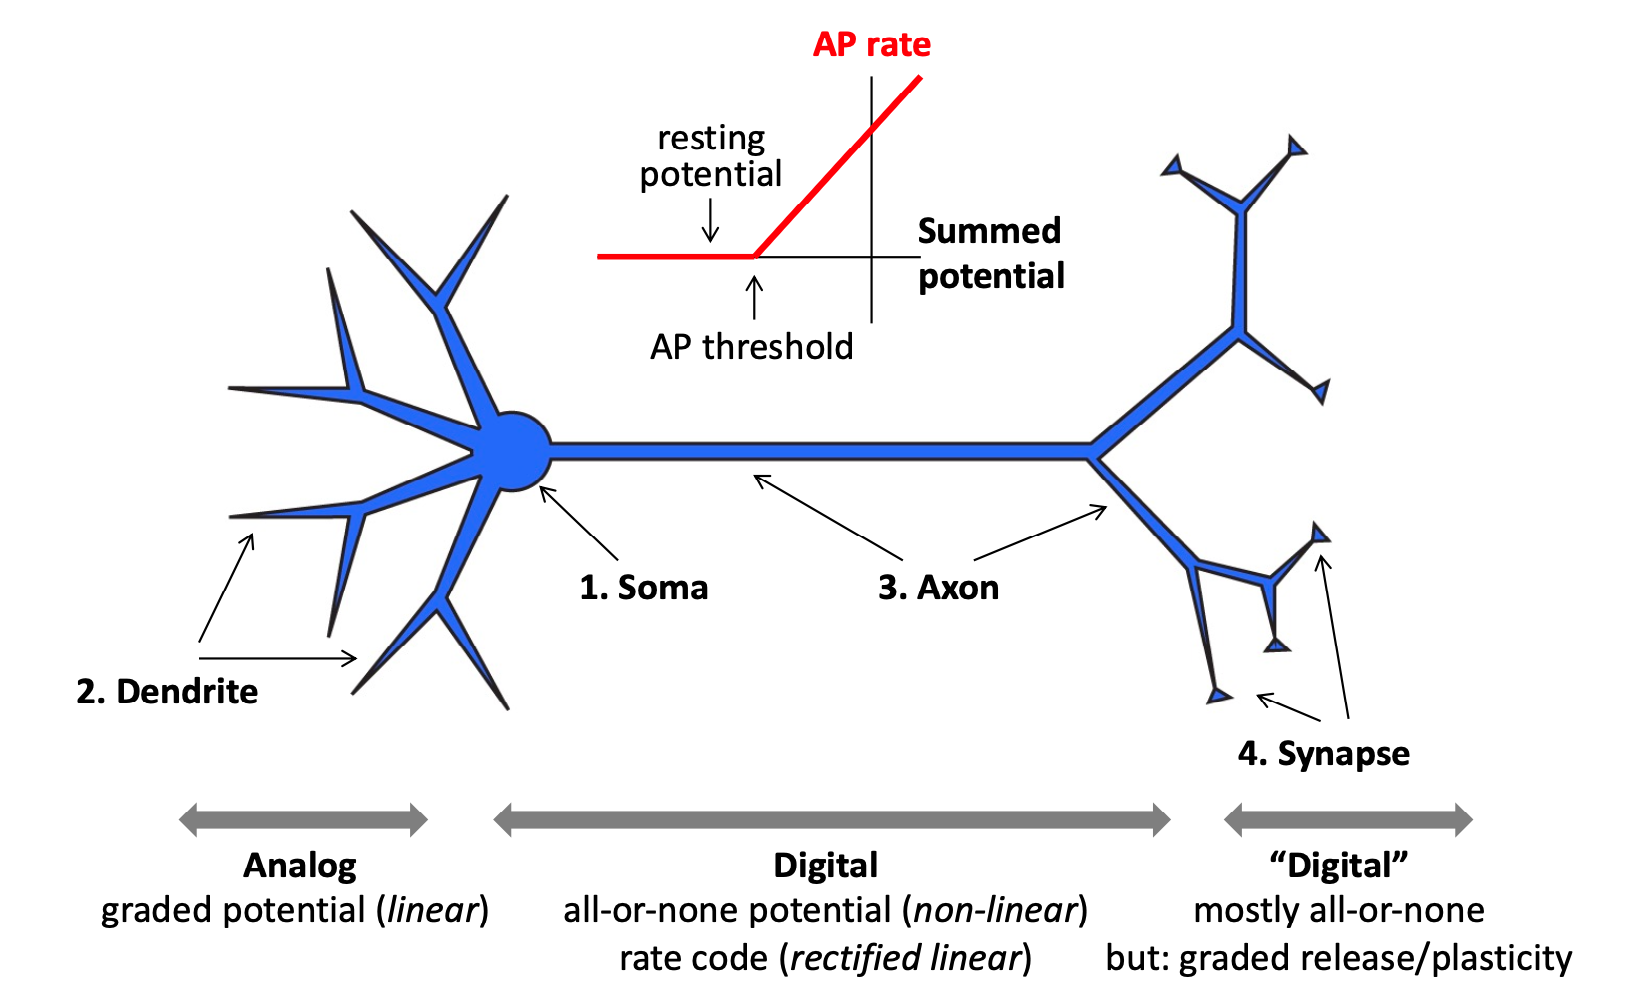 AP rate
resting
potential
Summed
potential
AP threshold
1. Soma
3. Axon
2. Dendrite
4. Synapse
Analog
graded potential (linear)
Digital
all-or-none potential (non-linear)
rate code (rectified linear)
“Digital”
mostly all-or-none
but: graded release/plasticity